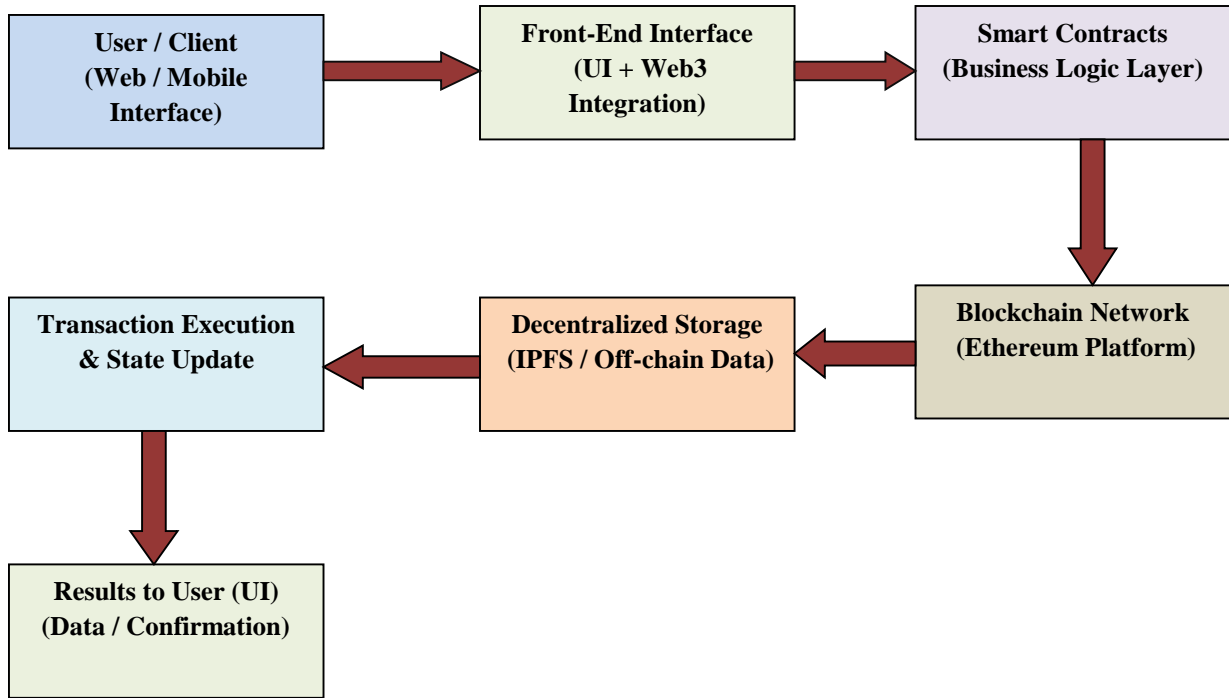 User / Client
(Web / Mobile
Interface)
Front-End Interface
(UI + Web3
Integration)
Smart Contracts
(Business Logic Layer)
Transaction Execution
& State Update
Decentralized Storage
(IPFS / Off-chain Data)
Blockchain Network
(Ethereum Platform)
Results to User (UI)
(Data / Confirmation)